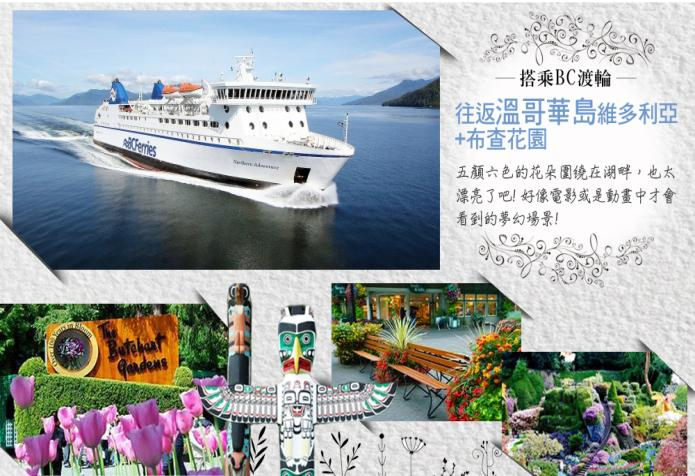 搭乘BC渡輪
往返溫哥華島維多利亞
+布查花園
五顏六色的花朵圍繞在湖畔，也太
漂亮了吧! 好像電影或是動畫中才會
看到的夢幻場景!
BCFerries
Northern Adventure
The
Butchart
Gardens